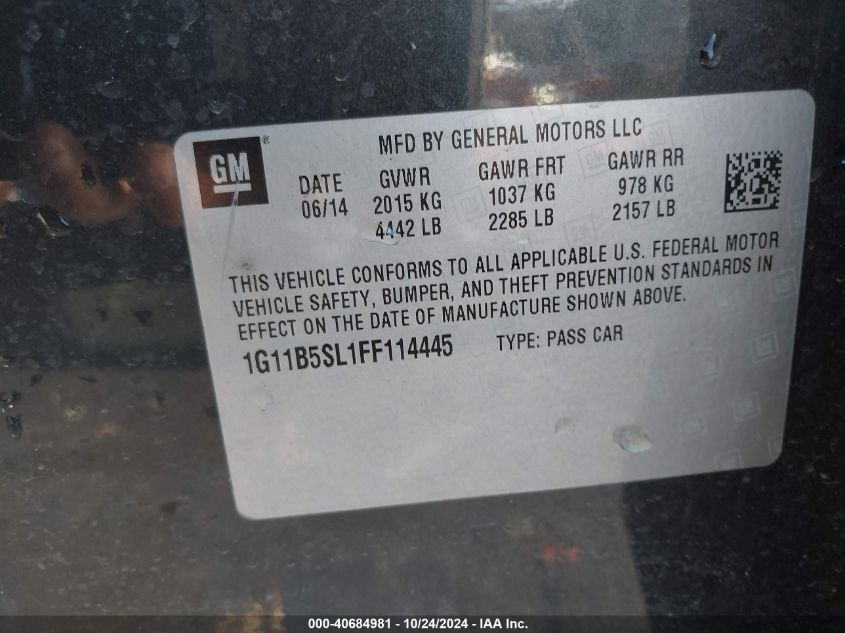 MFD BY GENERAL MOTORS LLC
GM®
DATE GVWR GAWR FRT GAWR RR
06/14 2015 KG 1037 KG 978 KG
4442 LB 2285 LB 2157 LB
THIS VEHICLE CONFORMS TO ALL APPLICABLE U.S. FEDERAL MOTOR
VEHICLE SAFETY, BUMPER, AND THEFT PREVENTION STANDARDS IN
EFFECT ON THE DATE OF MANUFACTURE SHOWN ABOVE.
1G11B5SL1FF114445 TYPE: PASS CAR
000-40684981 - 10/24/2024 - IAA Inc.